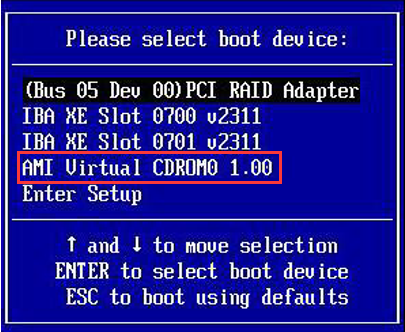 Please select boot device:
(Bus 05 Dev 00)PCI RAID Adapter
IBA XE Slot 0700 v2311
IBA XE Slot 0701 v2311
AMI Virtual CDROM0 1.00
Enter Setup
↑ and ↓ to move selection
ENTER to select boot device
ESC to boot using defaults